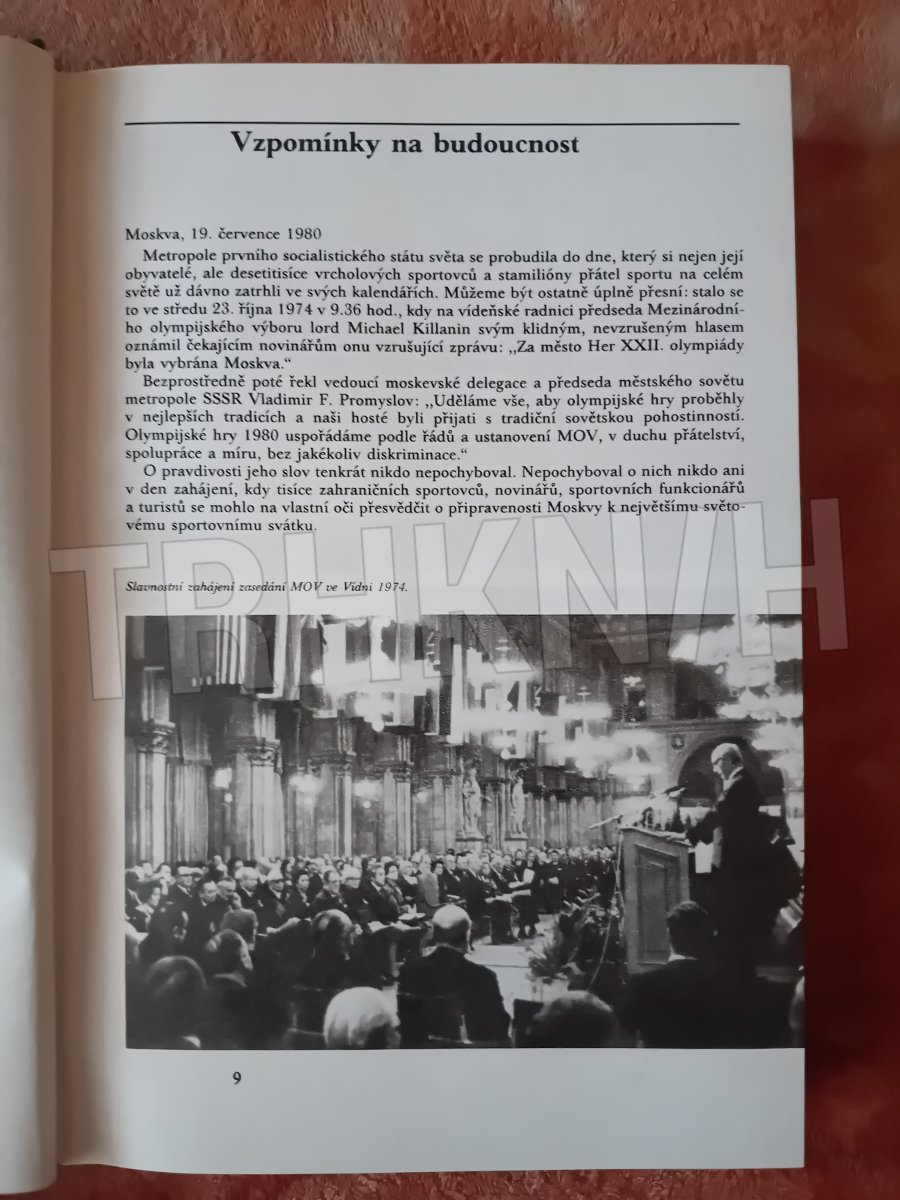 Vzpomínky na budoucnost
Moskva, 19. července 1980
Metropole prvního socialistického státu světa se probudila do dne, který si nejen její
obyvatelé, ale desetitisíce vrcholových sportovců a stamilióny přátel sportu na celém
světě už dávno zatrhli ve svých kalendářích. Můžeme být ostatně úplně přesní: stalo se
to ve středu 23. října 1974 v 9.36 hod., kdy na vídeňské radnici předseda Mezinárodní-
ho olympijského výboru lord Michael Killanin svým klidným, nevzrušeným hlasem
oznámil čekajícím novinářům onu vzrušující zprávu: „Za město Her XXII. olympiády
byla vybrána Moskva.“
Bezprostředně poté řekl vedoucí moskevské delegace a předseda městského sovětu
metropole SSSR Vladimir F. Promyslov: „Uděláme vše, aby olympijské hry proběhly
v nejlepších tradicích a naši hosté byli přijati s tradiční sovětskou pohostinností.
Olympijské hry 1980 uspořádáme podle řádů a ustanovení MOV, v duchu přátelství,
spolupráce a míru, bez jakékoliv diskriminace.“
O pravdivosti jeho slov tenkrát nikdo nepochyboval. Nepochyboval o nich nikdo ani
v den zahájení, kdy tisíce zahraničních sportovců, novinářů, sportovních funkcionářů
a turistů se mohlo na vlastní oči přesvědčit o připravenosti Moskvy k největšímu světo-
vému sportovnímu svátku.
TRHKNIH
Slavnostní zahájení zasedání MOV ve Vídni 1974.
9